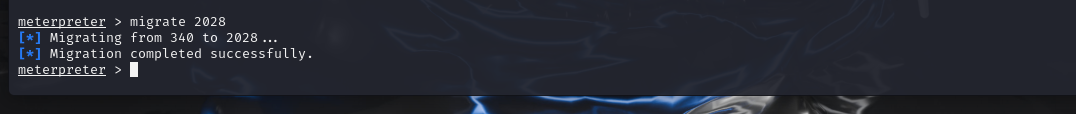 meterpreter > migrate 2028
[*] Migrating from 340 to 2028...
[*] Migration completed successfully.
meterpreter >